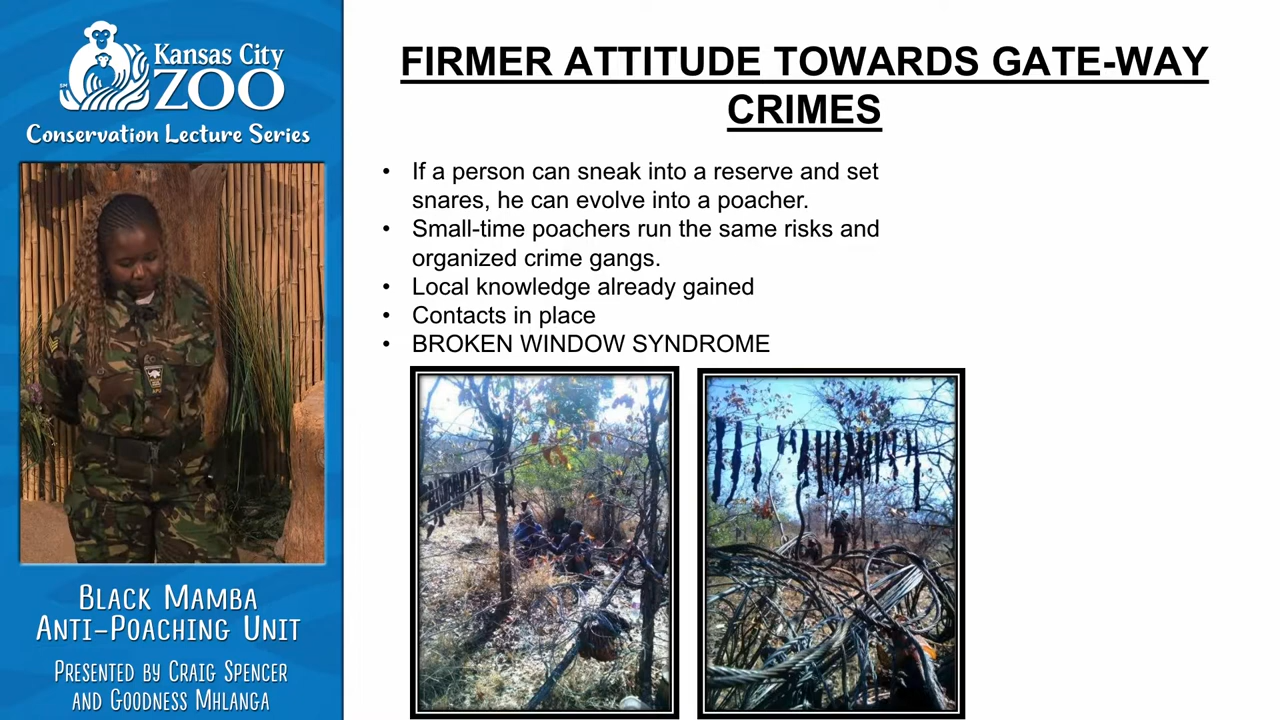 Kansas City
ZOO
SM
Conservation Lecture Series
BLACK MAMBA
ANTI-POACHING UNIT
PRESENTED BY CRAIG SPENCER
AND GOODNESS MHLANGA
FIRMER ATTITUDE TOWARDS GATE-WAY
CRIMES
• If a person can sneak into a reserve and set
snares, he can evolve into a poacher.
• Small-time poachers run the same risks and
organized crime gangs.
• Local knowledge already gained
• Contacts in place
• BROKEN WINDOW SYNDROME